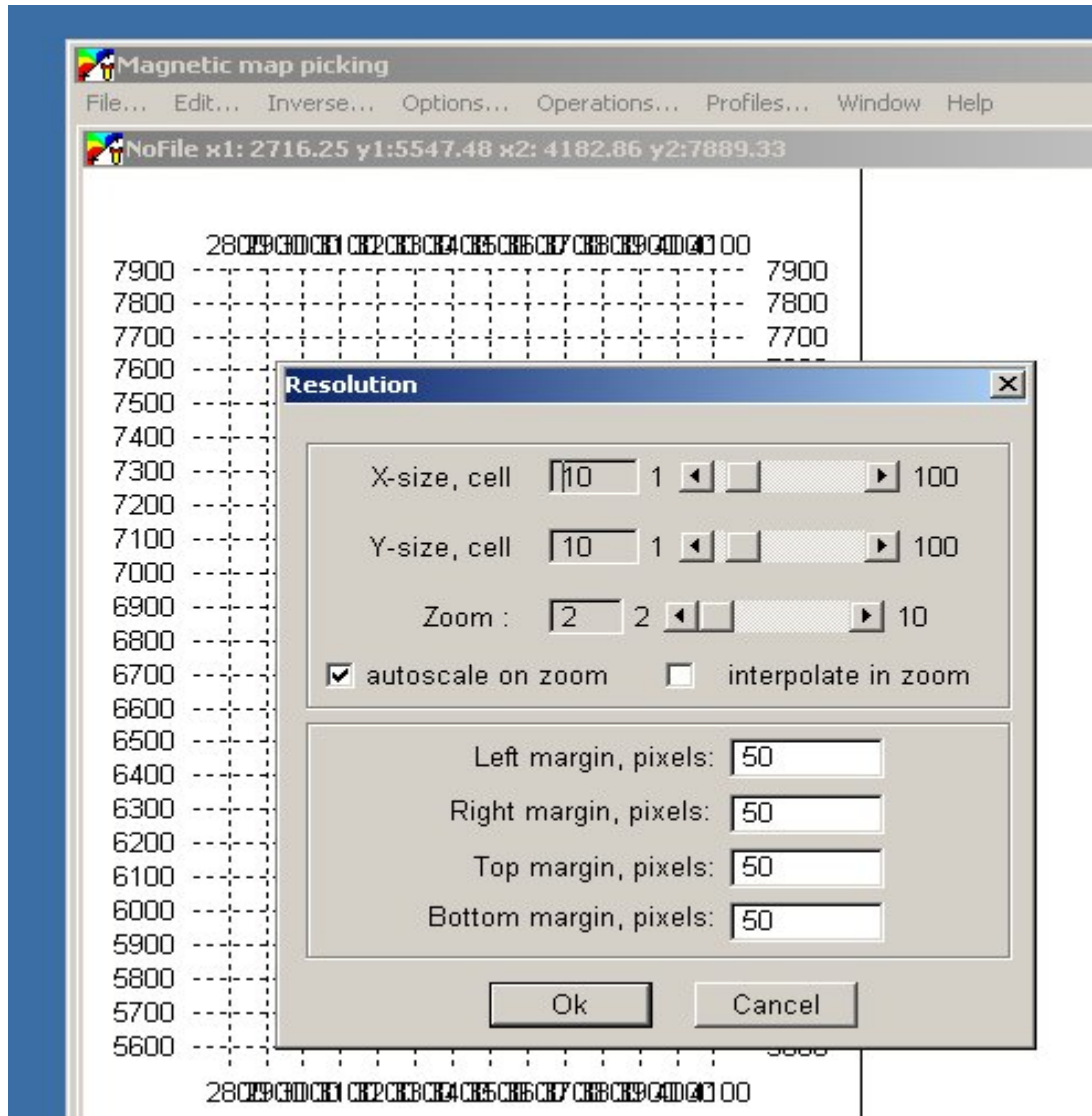 Magnetic map picking
File... Edit... Inverse... Options... Operations... Profiles... Window Help
NoFile x1: 2716.25 y1:5547.48 x2: 4182.86 y2:7889.33
7900 7900
7800 7800
7700 7700
7600
Resolution
7500
7400
7300 X-size, cell 10 1 100
7200
7100 Y-size, cell 10 1 100
7000
6900 Zoom : 2 2 10
6800
6700 autoscale on zoom interpolate in zoom
6600
6500 Left margin, pixels: 50
6400
6300 Right margin, pixels: 50
6200
6100 Top margin, pixels: 50
6000 Bottom margin, pixels: 50
5900
5800
5700 Ok Cancel
5600